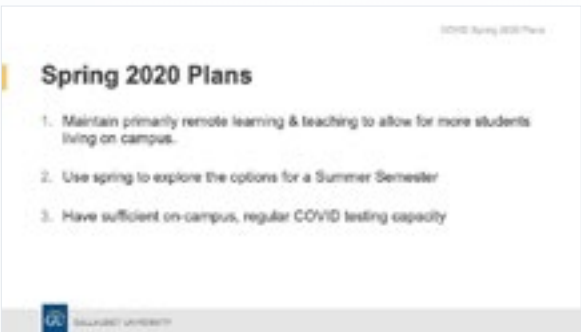 COVID Spring 2020 Plans
Spring 2020 Plans
1. Maintain primarily remote learning & teaching to allow for more students
living on campus.
2. Use spring to explore the options for a Summer Semester
3. Have sufficient on-campus, regular COVID testing capacity
GU GALLAUDET UNIVERSITY